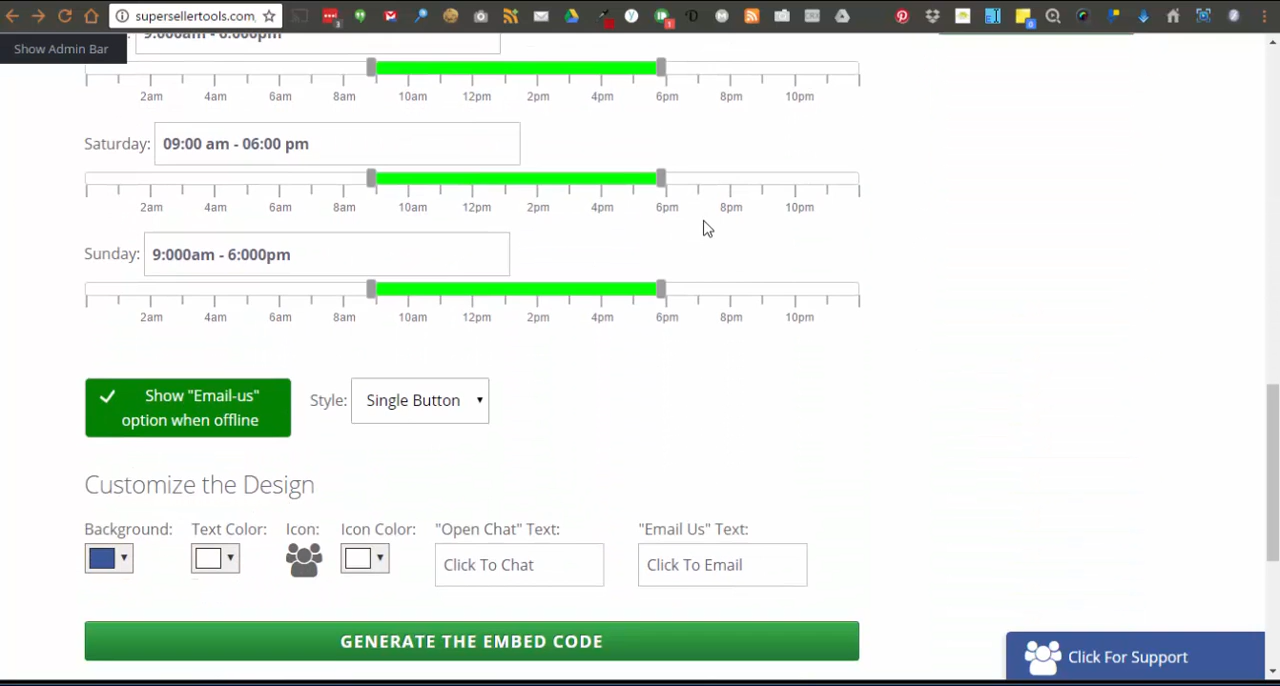 supersellertools.com
Show Admin Bar
9:000am - 6:000pm
2am 4am 6am 8am 10am 12pm 2pm 4pm 6pm 8pm 10pm
Saturday: 09:00 am - 06:00 pm
2am 4am 6am 8am 10am 12pm 2pm 4pm 6pm 8pm 10pm
Sunday: 9:000am - 6:000pm
2am 4am 6am 8am 10am 12pm 2pm 4pm 6pm 8pm 10pm
Show "Email-us"
option when offline
Style: Single Button
Customize the Design
Background: Text Color: Icon: Icon Color: "Open Chat" Text: "Email Us" Text:
Click To Chat Click To Email
GENERATE THE EMBED CODE
Click For Support